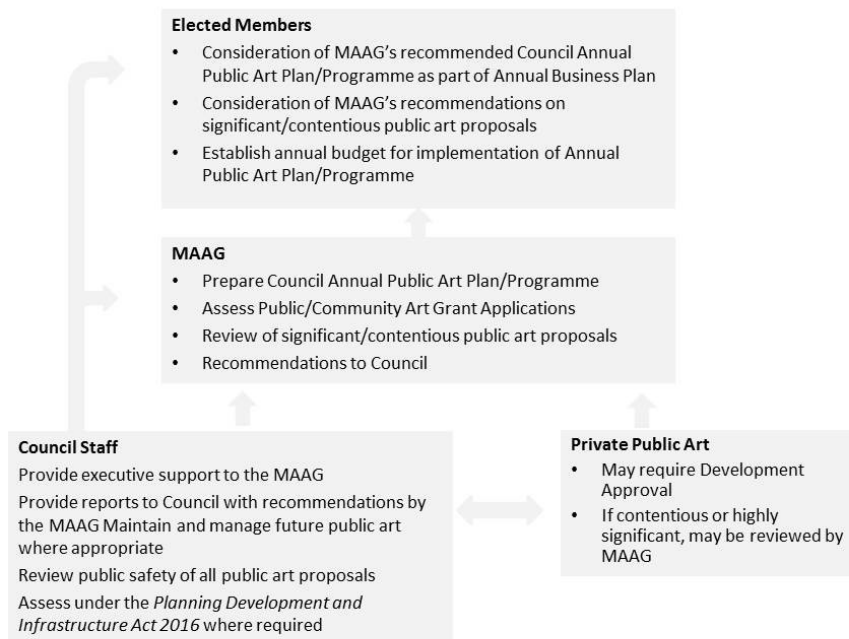 Elected Members
• Consideration of MAAG's recommended Council Annual
Public Art Plan/Programme as part of Annual Business Plan
• Consideration of MAAG's recommendations on
significant/contentious public art proposals
• Establish annual budget for implementation of Annual
Public Art Plan/Programme
MAAG
• Prepare Council Annual Public Art Plan/Programme
• Assess Public/Community Art Grant Applications
• Review of significant/contentious public art proposals
• Recommendations to Council
Council Staff
Provide executive support to the MAAG
Provide reports to Council with recommendations by
the MAAG Maintain and manage future public art
where appropriate
Review public safety of all public art proposals
Assess under the Planning Development and
Infrastructure Act 2016 where required
Private Public Art
• May require Development
Approval
• If contentious or highly
significant, may be reviewed by
MAAG